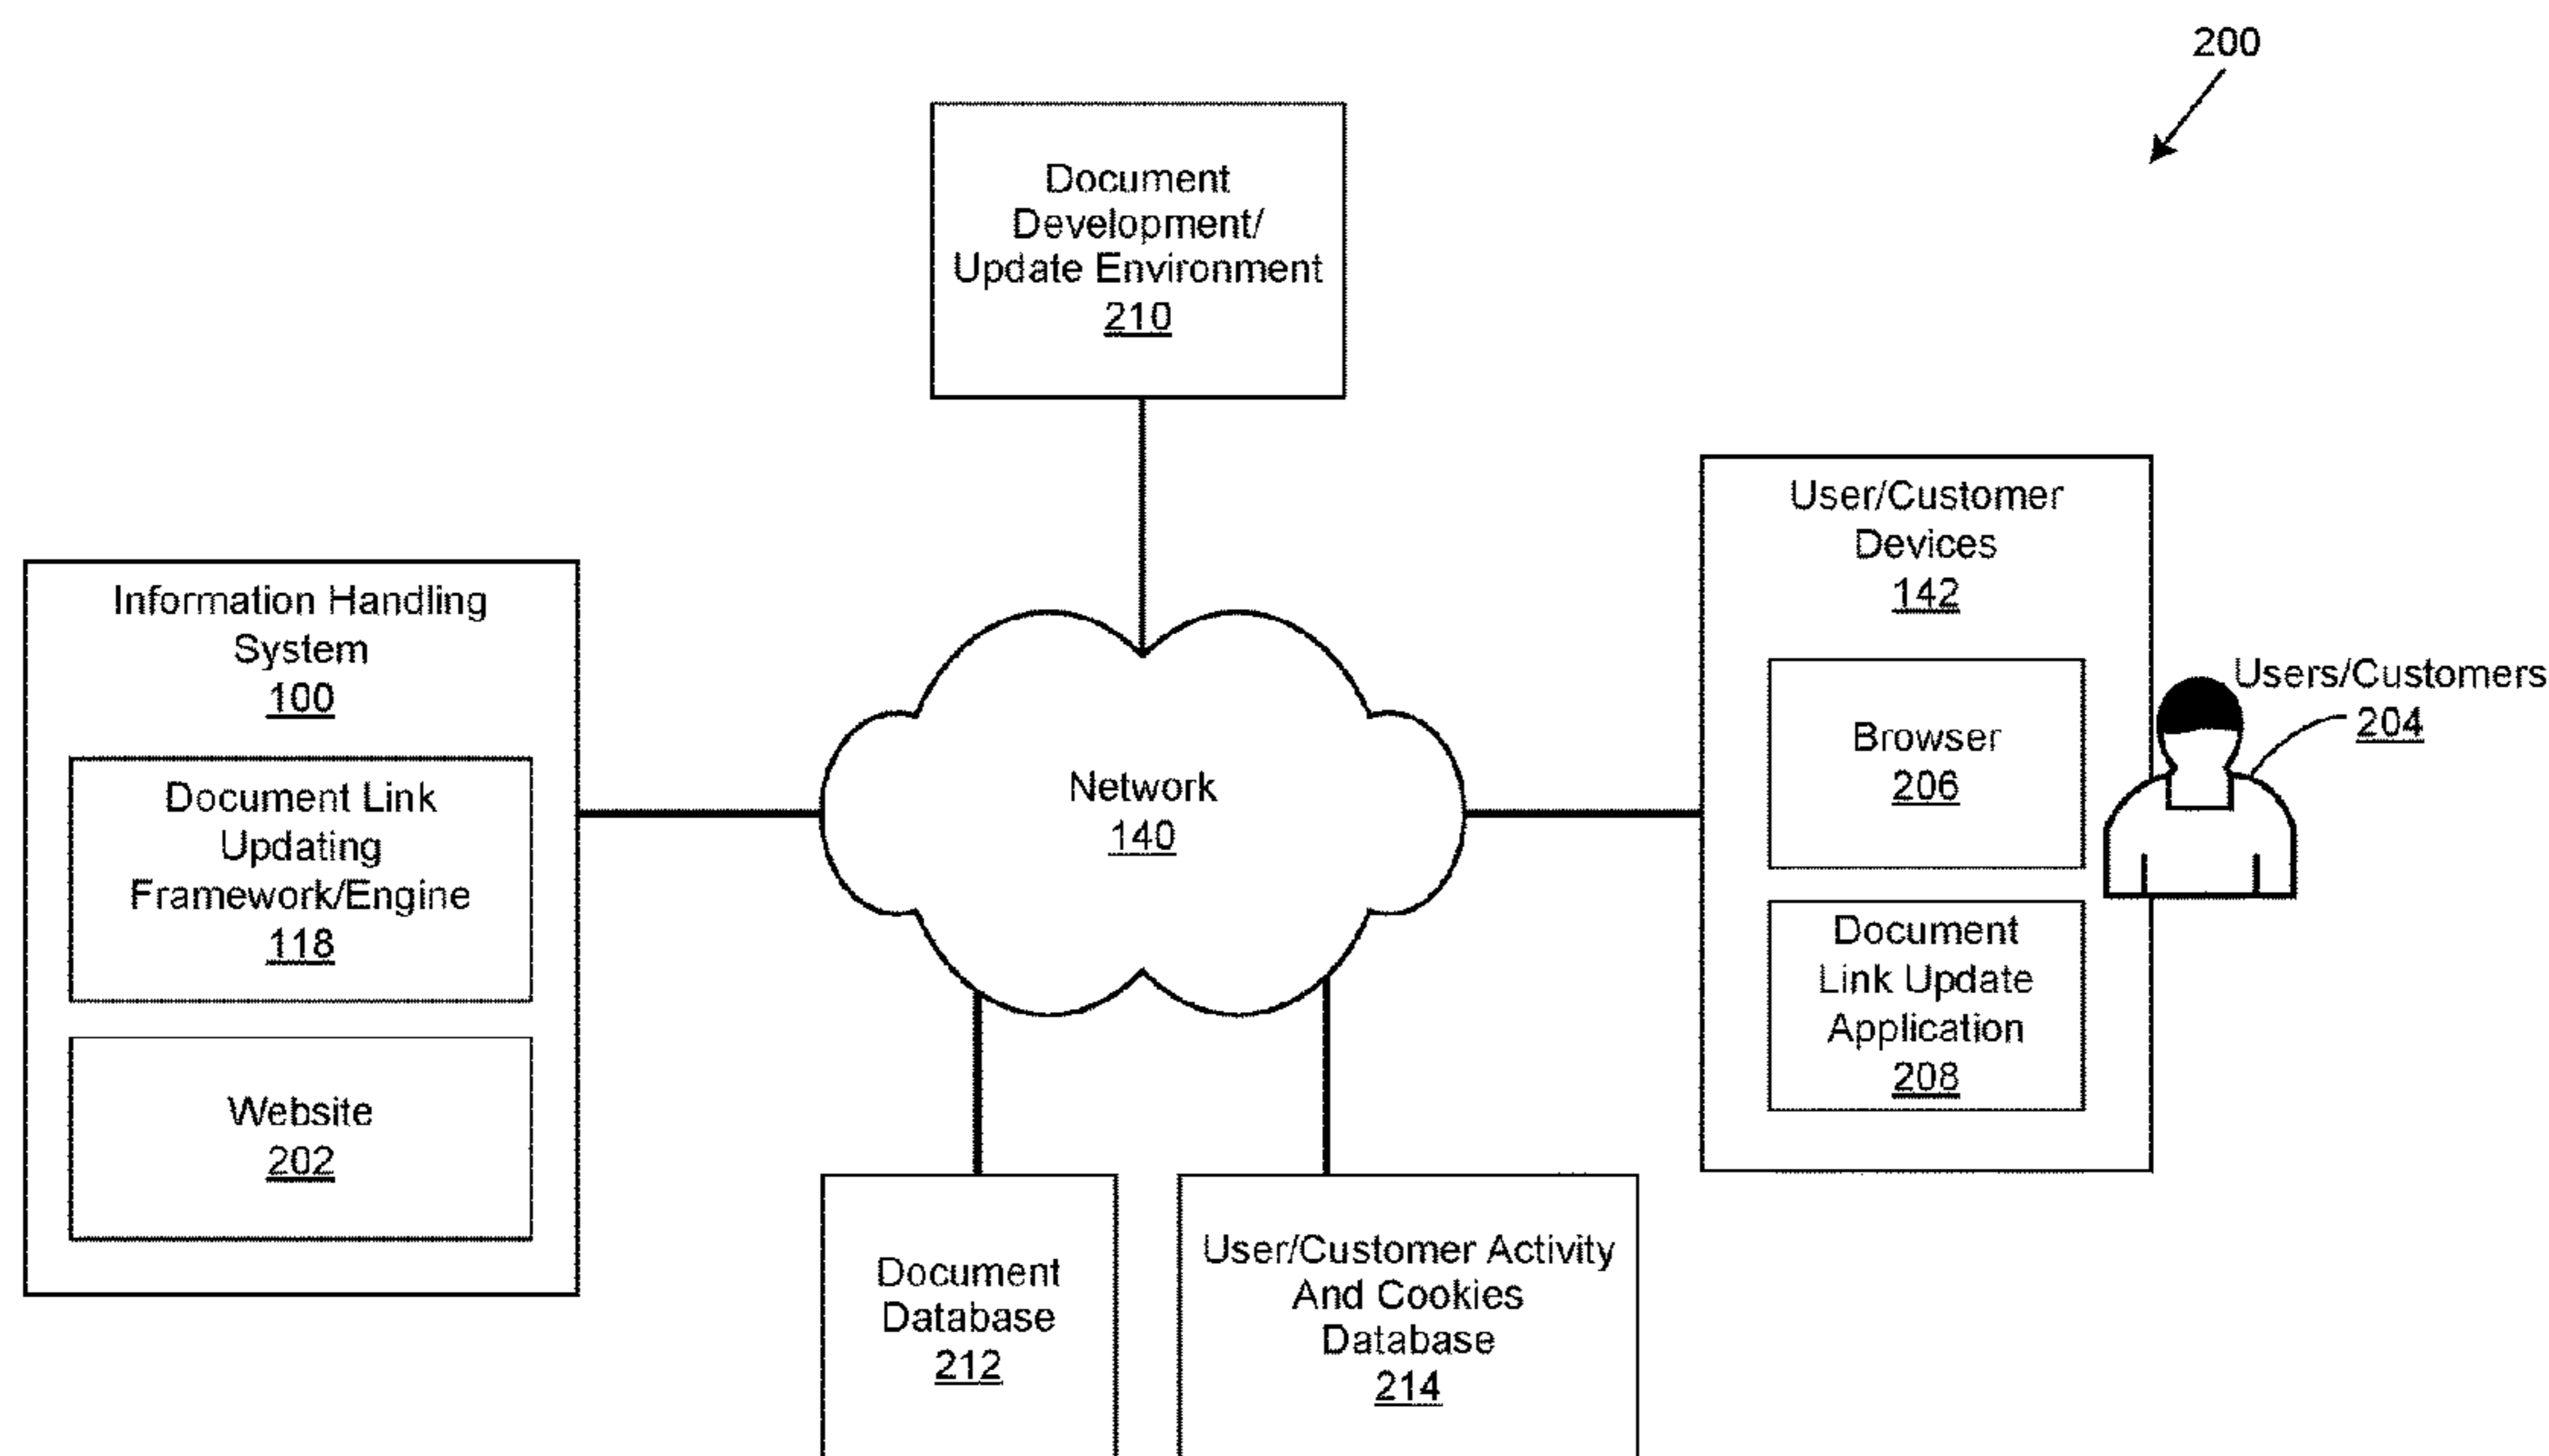 200
Document
Development/
Update Environment
210
Information Handling
System
100
Document Link
Updating
Framework/Engine
118
Website
202
Network
140
User/Customer
Devices
142
Browser
206
Document
Link Update
Application
208
Users/Customers
204
Document
Database
212
User/Customer Activity
And Cookies
Database
214